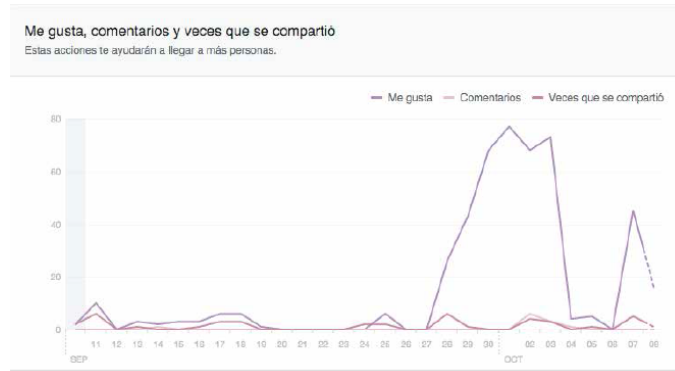 Me gusta, comentarios y veces que se compartió
Estas acciones te ayudarán a llegar a más personas.
Me gusta Comentarios Veces que se compartió
80
60
40
20
0
11 12 13 14 15 16 17 18 19 20 21 22 23 24 25 26 27 28 29 30 02 03 04 05 06 07 08
SEP OCT